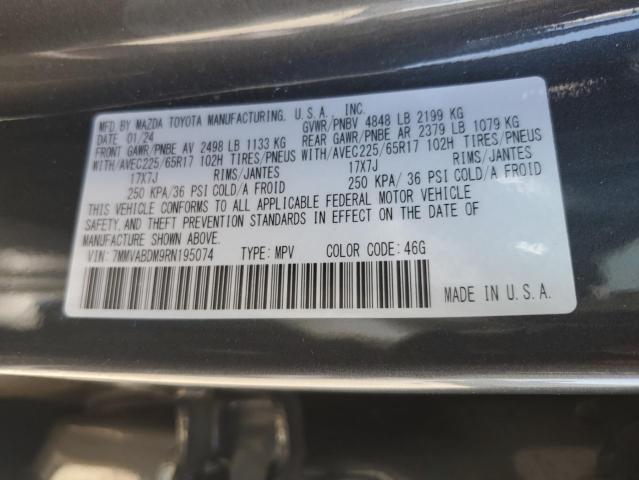 MFD. BY MAZDA TOYOTA MANUFACTURING, U.S.A., INC.
DATE 01/24 GVWR/PNBV 4848 LB 2199 KG
FRONT GAWR/PNBE AV 2498 LB 1133 KG REAR GAWR/PNBE AR 2379 LB 1079 KG
WITH/AVEC225/65R17 102H TIRES/PNEUS WITH/AVEC225/65R17 102H TIRES/PNEUS
17X7J RIMS/JANTES 17X7J RIMS/JANTES
250 KPA/36 PSI COLD/A FROID 250 KPA/ 36 PSI COLD/A FROID
THIS VEHICLE CONFORMS TO ALL APPLICABLE FEDERAL MOTOR VEHICLE
SAFETY, AND THEFT PREVENTION STANDARDS IN EFFECT ON THE DATE OF
MANUFACTURE SHOWN ABOVE.
VIN: 7MMVABDM9RN195074 TYPE: MPV COLOR CODE: 46G
MADE IN U.S.A.